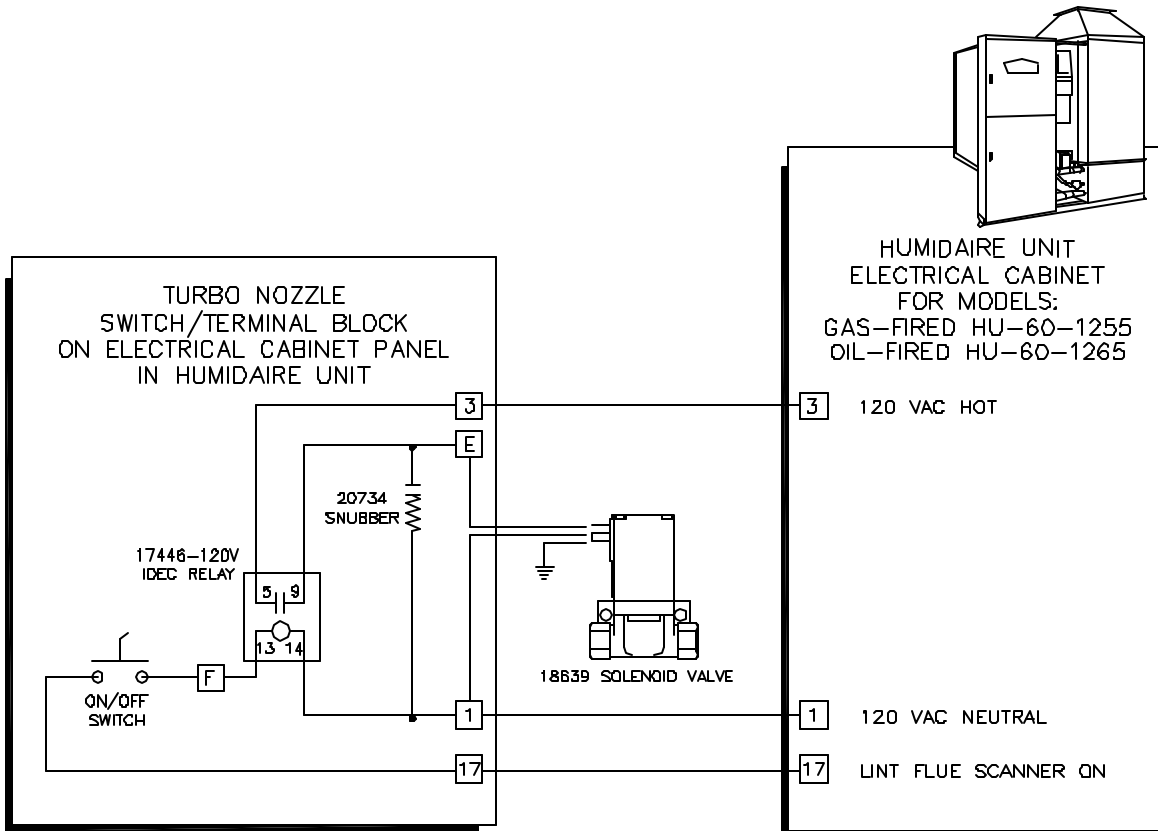 HUMIDAIRE UNIT
ELECTRICAL CABINET
FOR MODELS:
GAS-FIRED HU-60-1255
OIL-FIRED HU-60-1265
TURBO NOZZLE
SWITCH/TERMINAL BLOCK
ON ELECTRICAL CABINET PANEL
IN HUMIDAIRE UNIT
3
3
120 VAC HOT
E
20734
SNUBBER
17446-120V
IDEC RELAY
5 9
13 14
F
ON/OFF
SWITCH
18639 SOLENOID VALVE
1
1
120 VAC NEUTRAL
17
17
LINT FLUE SCANNER ON